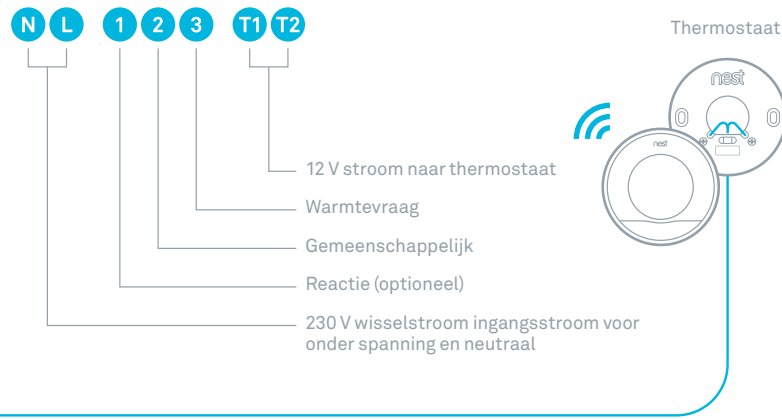 N L 1 2 3 T1 T2
Thermostaat
nest
nest
12 V stroom naar thermostaat
Warmtevraag
Gemeenschappelijk
Reactie (optioneel)
230 V wisselstroom ingangsstroom voor
onder spanning en neutraal